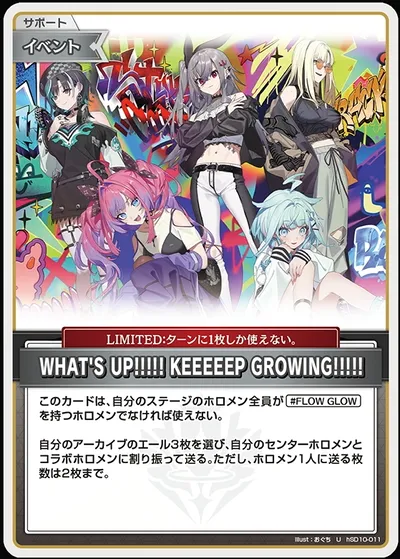 サポート
イベント
LIMITED:ターンに1枚しか使えない。
WHAT'S UP!!!!! KEEEEEP GROWING!!!!!
このカードは、自分のステージのホロメン全員が #FLOW GLOW
を持つホロメンでなければ使えない。
自分のアーカイブのエール3枚を選び、自分のセンターホロメンと
コラボホロメンに割り振って送る。ただし、ホロメン1人に送る枚
数は2枚まで。
Illust：おぐち U hSD10-011